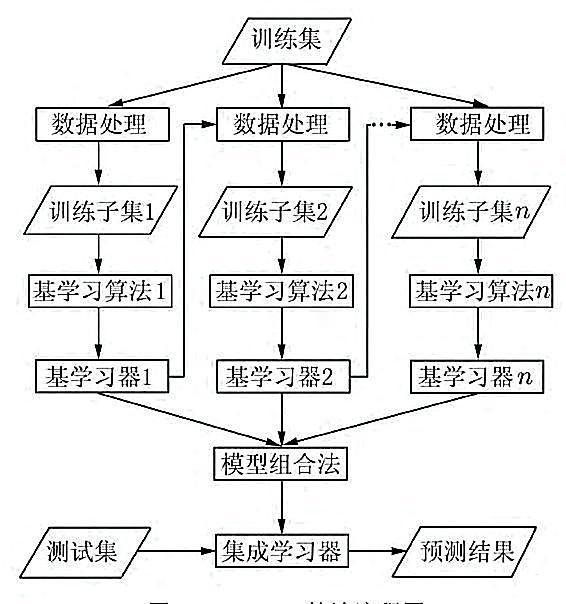 训练集
数据处理 数据处理 … 数据处理
训练子集1 训练子集2 训练子集n
基学习算法1 基学习算法2 基学习算法n
基学习器1 基学习器2 基学习器n
模型组合法
测试集 集成学习器 预测结果